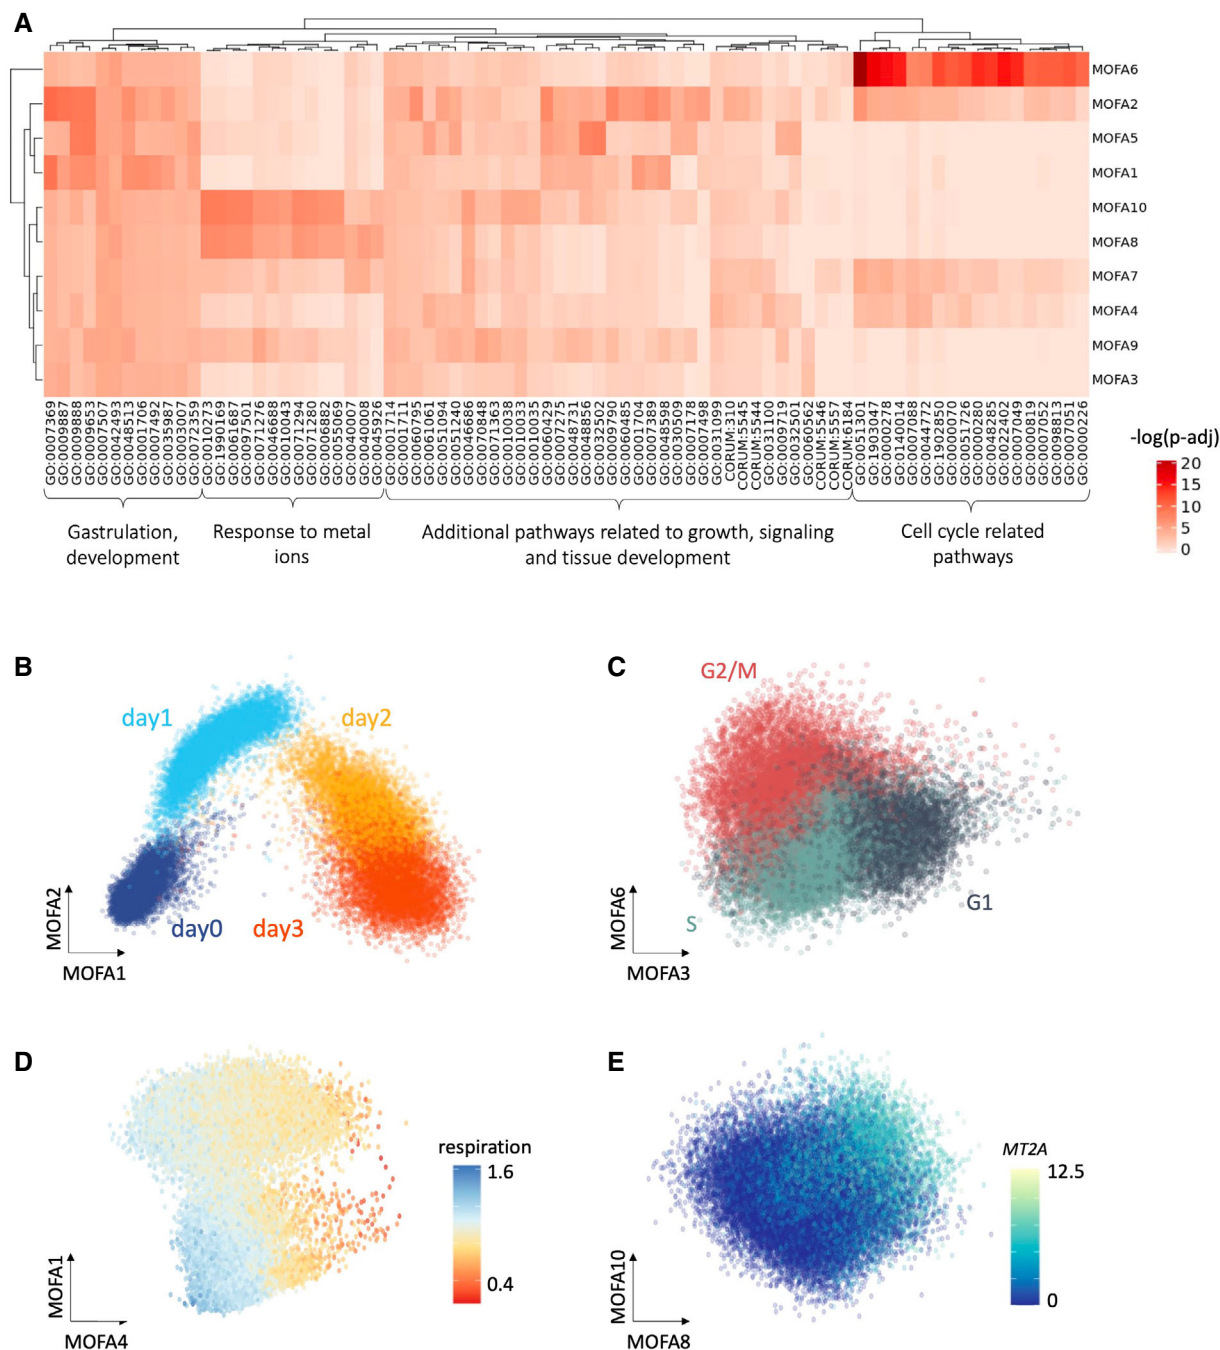 A
MOFA6
MOFA2
MOFA5
MOFA1
MOFA10
MOFA8
MOFA7
MOFA4
MOFA9
MOFA3
GO:0007369
GO:0009887
GO:0009888
GO:0009653
GO:0007507
GO:0042493
GO:0048513
GO:0001706
GO:0007492
GO:0035987
GO:0003007
GO:0072359
GO:0010273
GO:1990169
GO:0061687
GO:0097501
GO:0071276
GO:0046688
GO:0010043
GO:0071294
GO:0071280
GO:0006882
GO:0055069
GO:0040007
GO:0040008
GO:0045926
GO:0001714
GO:0001711
GO:0060795
GO:0061061
GO:0051094
GO:0051240
GO:0046686
GO:0070848
GO:0071363
GO:0010038
GO:0010033
GO:0010035
GO:0060429
GO:0007275
GO:0048731
GO:0048856
GO:0032502
GO:0009790
GO:0060485
GO:0001704
GO:0007389
GO:0048598
GO:0030509
GO:0007178
GO:0007498
GO:0031099
CORUM:310
CORUM:5545
CORUM:5544
GO:0031100
GO:0009719
GO:0032501
GO:0060562
CORUM:5546
CORUM:5557
CORUM:6184
GO:0051301
GO:1903047
GO:0000278
GO:0140014
GO:0007088
GO:0044772
GO:1902850
GO:0051726
GO:0000280
GO:0048285
GO:0022402
GO:0007049
GO:0000819
GO:0007052
GO:0098813
GO:0007051
GO:0000226
Gastrulation,
development
Response to metal
ions
Additional pathways related to growth, signaling
and tissue development
Cell cycle related
pathways
-log(p-adj)
20
15
10
5
0
B
day1
day2
day0
day3
MOFA2
MOFA1
C
G2/M
S
G1
MOFA6
MOFA3
D
respiration
1.6
0.4
MOFA1
MOFA4
E
MT2A
12.5
0
MOFA10
MOFA8